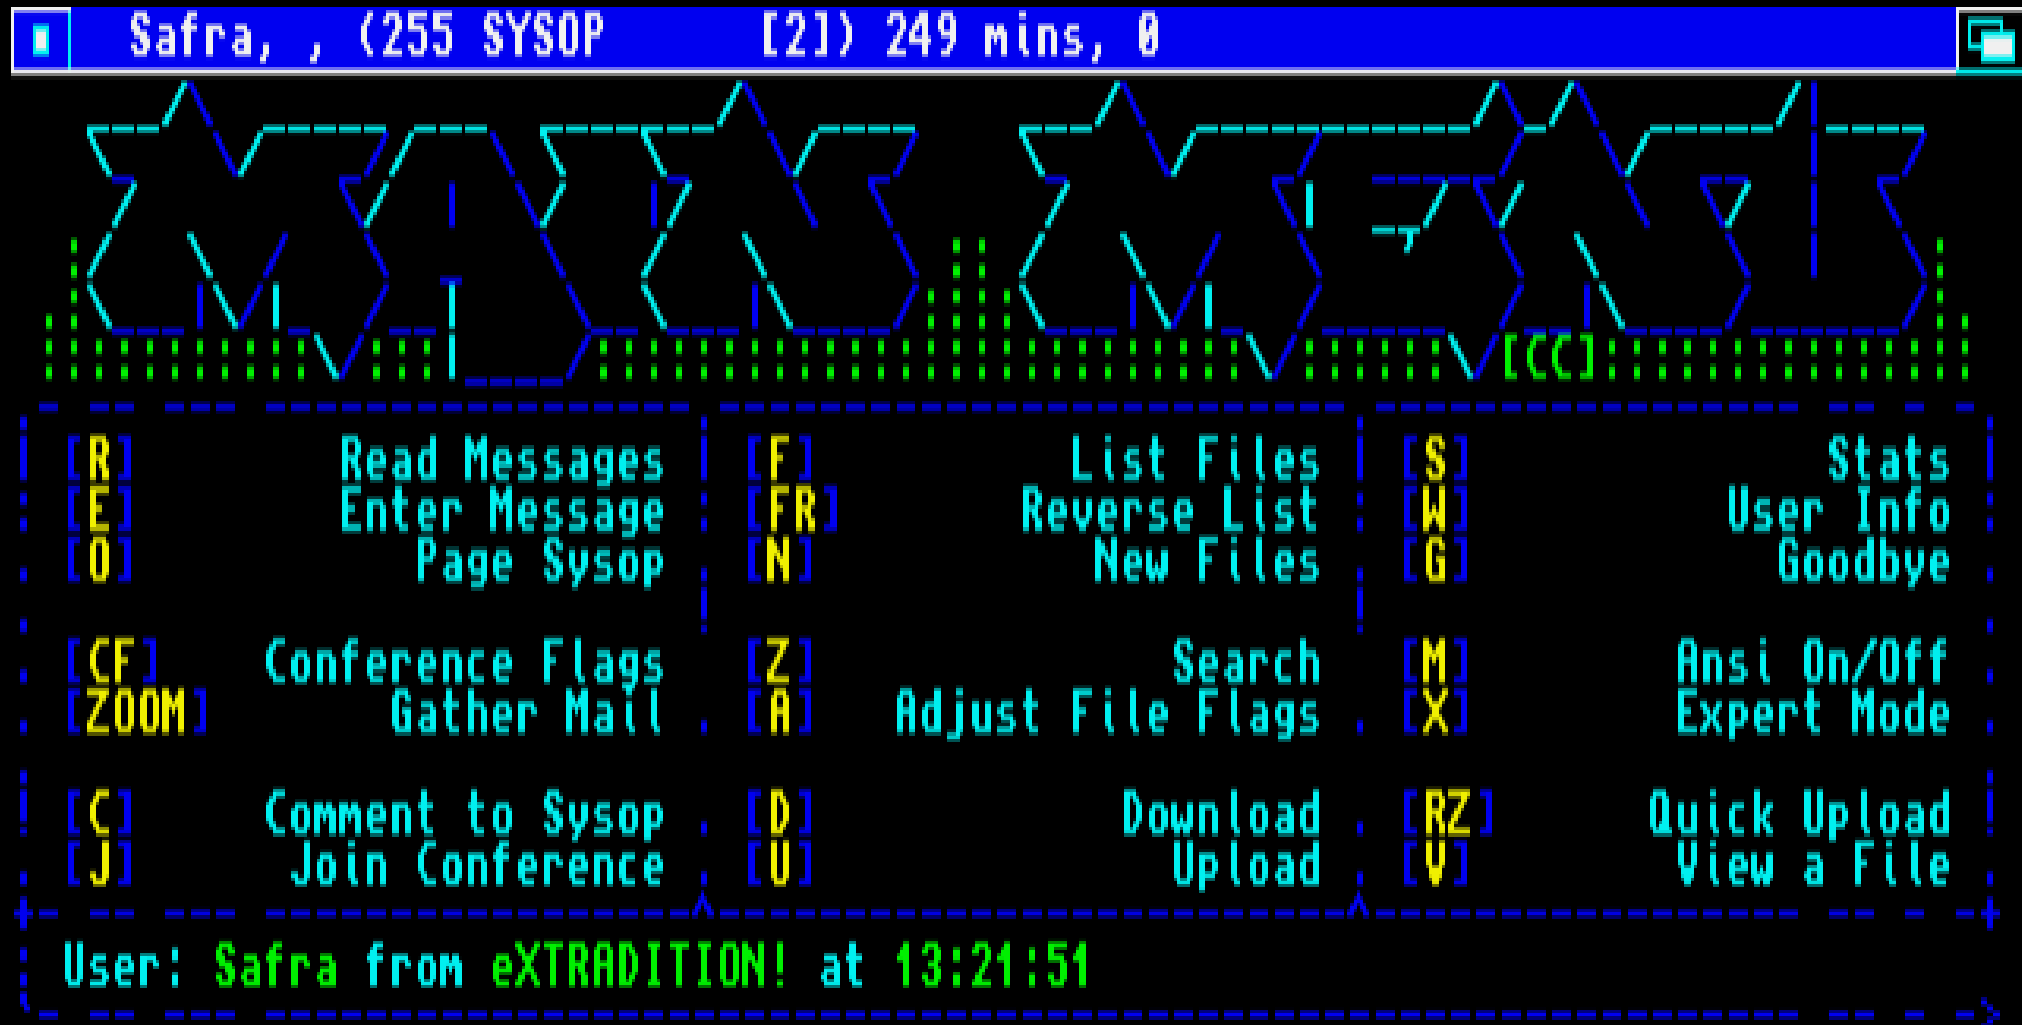 Safra, , (255 SYSOP [2]) 249 mins, 0
MAIN MENU
[CC]
[R] Read Messages [F] List Files [S] Stats
[E] Enter Message [FR] Reverse List [W] User Info
[O] Page Sysop [N] New Files [G] Goodbye
[CF] Conference Flags [Z] Search [M] Ansi On/Off
[ZOOM] Gather Mail [A] Adjust File Flags [X] Expert Mode
[C] Comment to Sysop [D] Download [RZ] Quick Upload
[J] Join Conference [U] Upload [V] View a File
User: Safra from eXTRADITION! at 13:21:51